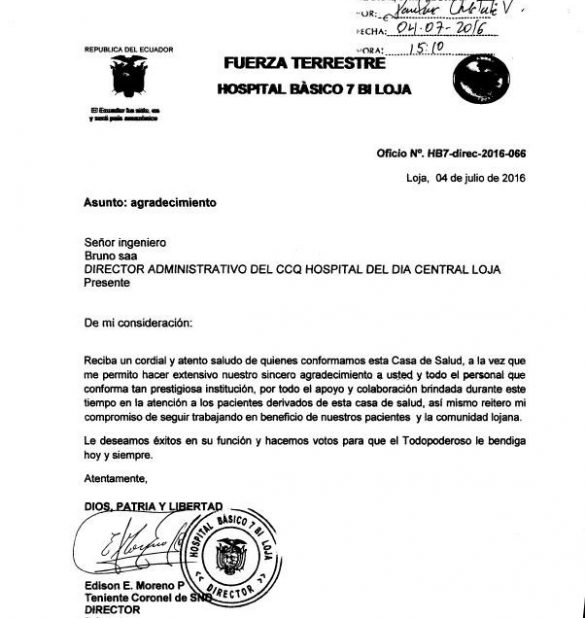 FECHA: 04-07-2016
HORA: 15:10
REPUBLICA DEL ECUADOR
El Ecuador ha sido, es
y será país amazónico
FUERZA TERRESTRE
HOSPITAL BÀSICO 7 BI LOJA
Oficio Nº. HB7-direc-2016-066
Loja, 04 de julio de 2016
Asunto: agradecimiento
Señor ingeniero
Bruno saa
DIRECTOR ADMINISTRATIVO DEL CCQ HOSPITAL DEL DIA CENTRAL LOJA
Presente
De mi consideración:
Reciba un cordial y atento saludo de quienes conformamos esta Casa de Salud, a la vez que
me permito hacer extensivo nuestro sincero agradecimiento a usted y todo el personal que
conforma tan prestigiosa institución, por todo el apoyo y colaboración brindada durante este
tiempo en la atención a los pacientes derivados de esta casa de salud, así mismo reitero mi
compromiso de seguir trabajando en beneficio de nuestros pacientes y la comunidad lojana.
Le deseamos éxitos en su función y hacemos votos para que el Todopoderoso le bendiga
hoy y siempre.
Atentamente,
DIOS, PATRIA Y LIBERTAD
HOSPITAL BÀSICO 7 BI LOJA
<< DIRECTOR >>
Edison E. Moreno P
Teniente Coronel de
DIRECTOR